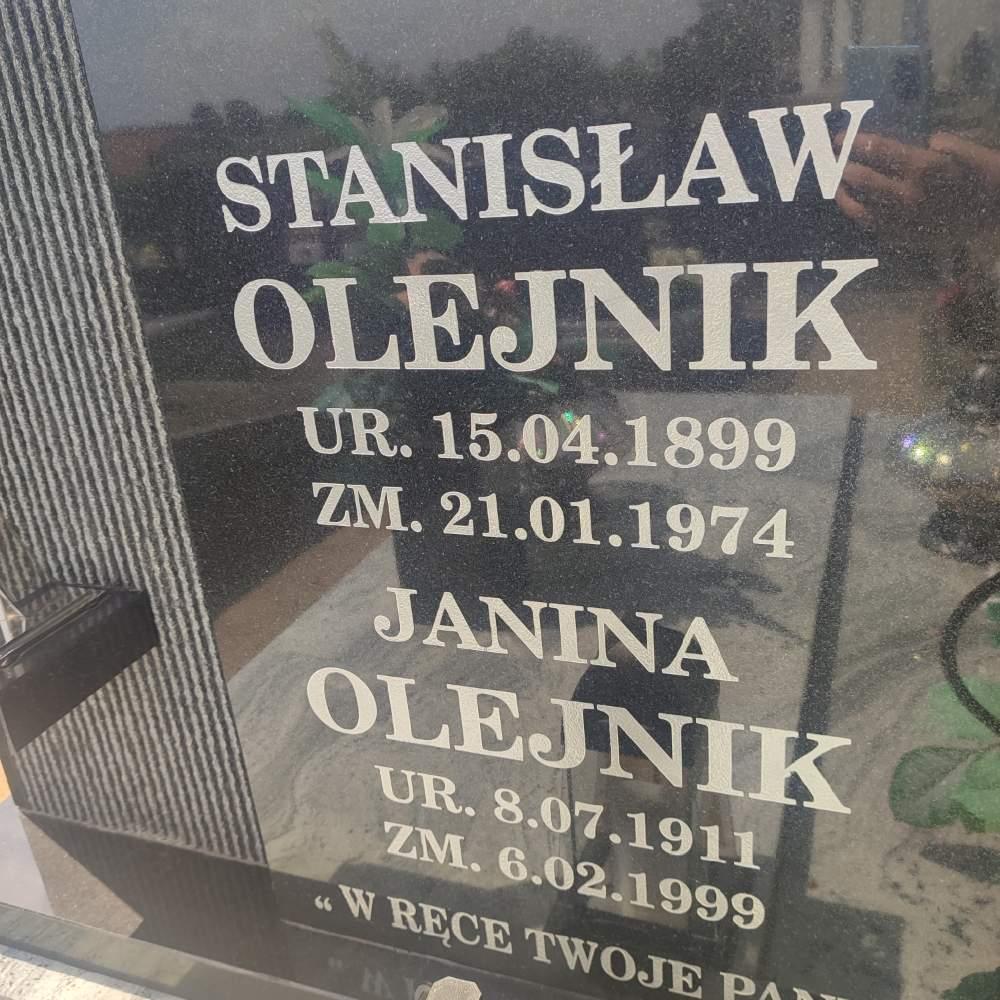 STANISŁAW
OLEJNIK
UR. 15.04.1899
ZM. 21.01.1974
JANINA
OLEJNIK
UR. 8.07.1911
ZM. 6.02.1999
„ W RĘCE TWOJE